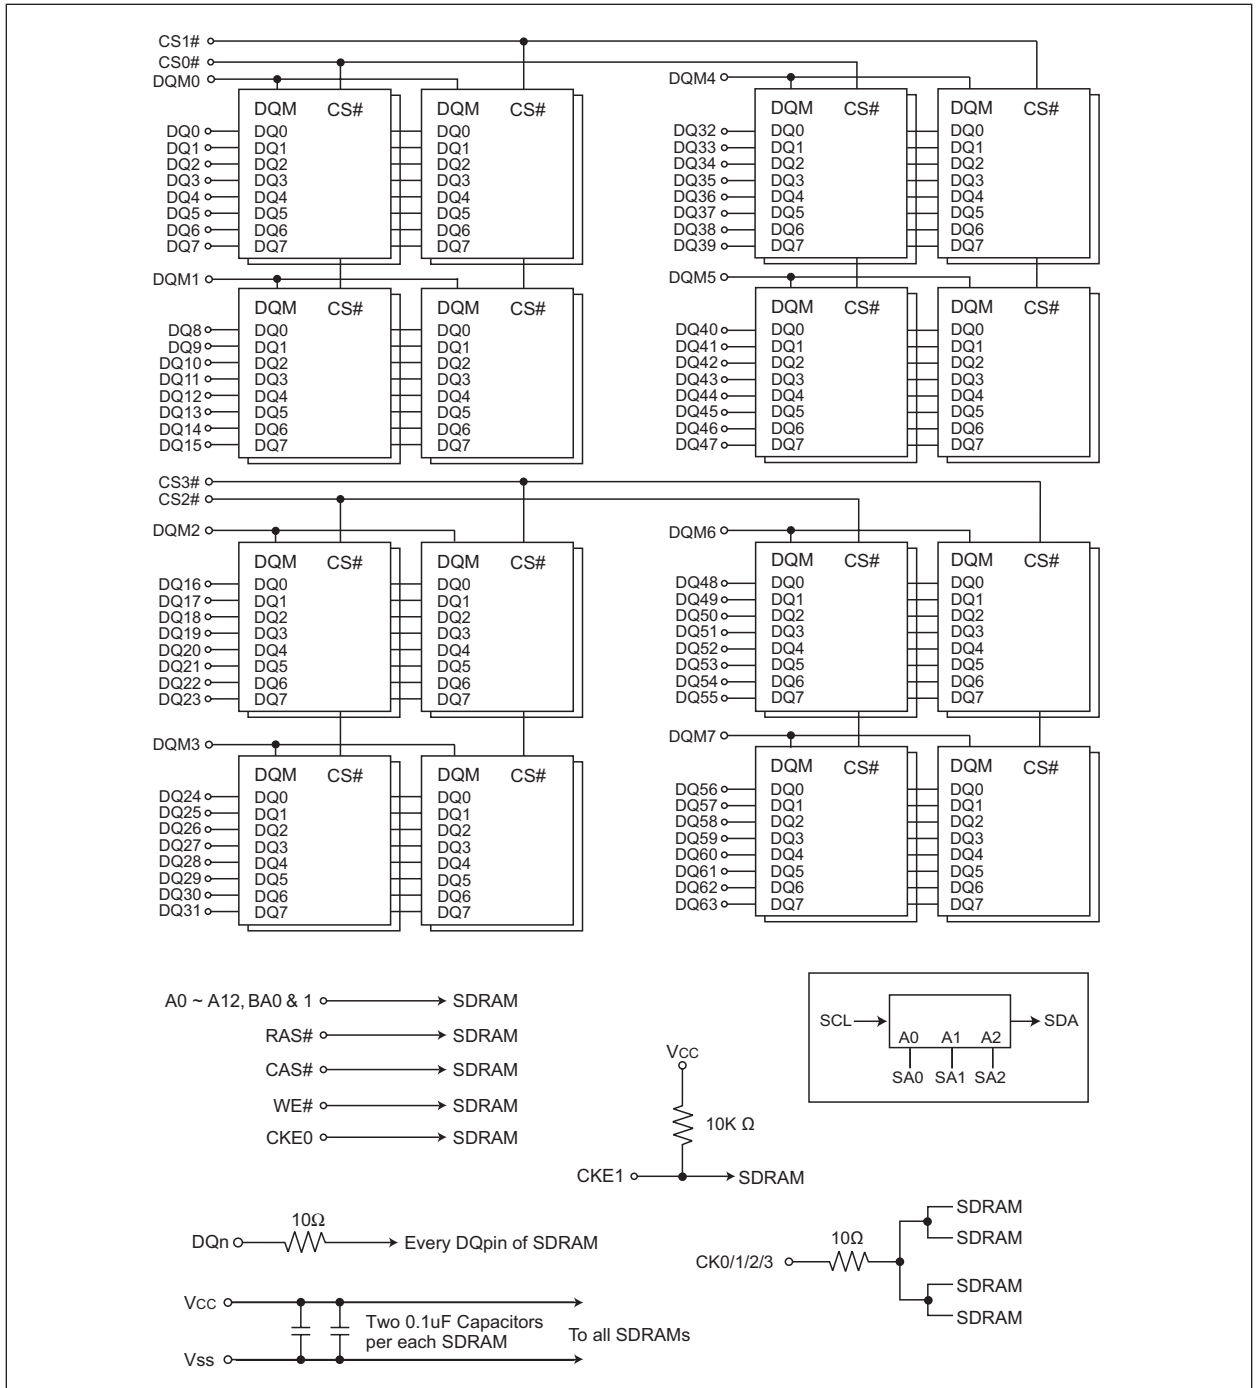 CS1#
CS0#
DQM0
DQM CS# DQM CS#
DQ0 DQ0 DQ0
DQ1 DQ1 DQ1
DQ2 DQ2 DQ2
DQ3 DQ3 DQ3
DQ4 DQ4 DQ4
DQ5 DQ5 DQ5
DQ6 DQ6 DQ6
DQ7 DQ7 DQ7
DQM4
DQM CS# DQM CS#
DQ32 DQ0 DQ0
DQ33 DQ1 DQ1
DQ34 DQ2 DQ2
DQ35 DQ3 DQ3
DQ36 DQ4 DQ4
DQ37 DQ5 DQ5
DQ38 DQ6 DQ6
DQ39 DQ7 DQ7
DQM1
DQM CS# DQM CS#
DQ8 DQ0 DQ0
DQ9 DQ1 DQ1
DQ10 DQ2 DQ2
DQ11 DQ3 DQ3
DQ12 DQ4 DQ4
DQ13 DQ5 DQ5
DQ14 DQ6 DQ6
DQ15 DQ7 DQ7
DQM5
DQM CS# DQM CS#
DQ40 DQ0 DQ0
DQ41 DQ1 DQ1
DQ42 DQ2 DQ2
DQ43 DQ3 DQ3
DQ44 DQ4 DQ4
DQ45 DQ5 DQ5
DQ46 DQ6 DQ6
DQ47 DQ7 DQ7
CS3#
CS2#
DQM2
DQM CS# DQM CS#
DQ16 DQ0 DQ0
DQ17 DQ1 DQ1
DQ18 DQ2 DQ2
DQ19 DQ3 DQ3
DQ20 DQ4 DQ4
DQ21 DQ5 DQ5
DQ22 DQ6 DQ6
DQ23 DQ7 DQ7
DQM6
DQM CS# DQM CS#
DQ48 DQ0 DQ0
DQ49 DQ1 DQ1
DQ50 DQ2 DQ2
DQ51 DQ3 DQ3
DQ52 DQ4 DQ4
DQ53 DQ5 DQ5
DQ54 DQ6 DQ6
DQ55 DQ7 DQ7
DQM3
DQM CS# DQM CS#
DQ24 DQ0 DQ0
DQ25 DQ1 DQ1
DQ26 DQ2 DQ2
DQ27 DQ3 DQ3
DQ28 DQ4 DQ4
DQ29 DQ5 DQ5
DQ30 DQ6 DQ6
DQ31 DQ7 DQ7
DQM7
DQM CS# DQM CS#
DQ56 DQ0 DQ0
DQ57 DQ1 DQ1
DQ58 DQ2 DQ2
DQ59 DQ3 DQ3
DQ60 DQ4 DQ4
DQ61 DQ5 DQ5
DQ62 DQ6 DQ6
DQ63 DQ7 DQ7
A0 ~ A12, BA0 & 1 SDRAM
RAS# SDRAM
CAS# SDRAM
WE# SDRAM
CKE0 SDRAM
SCL SDA
A0 A1 A2
SA0 SA1 SA2
VCC
10K Ω
CKE1 SDRAM
10Ω
DQn Every DQpin of SDRAM
SDRAM
SDRAM
10Ω
CK0/1/2/3
SDRAM
SDRAM
VCC
Two 0.1uF Capacitors
per each SDRAM
To all SDRAMs
Vss